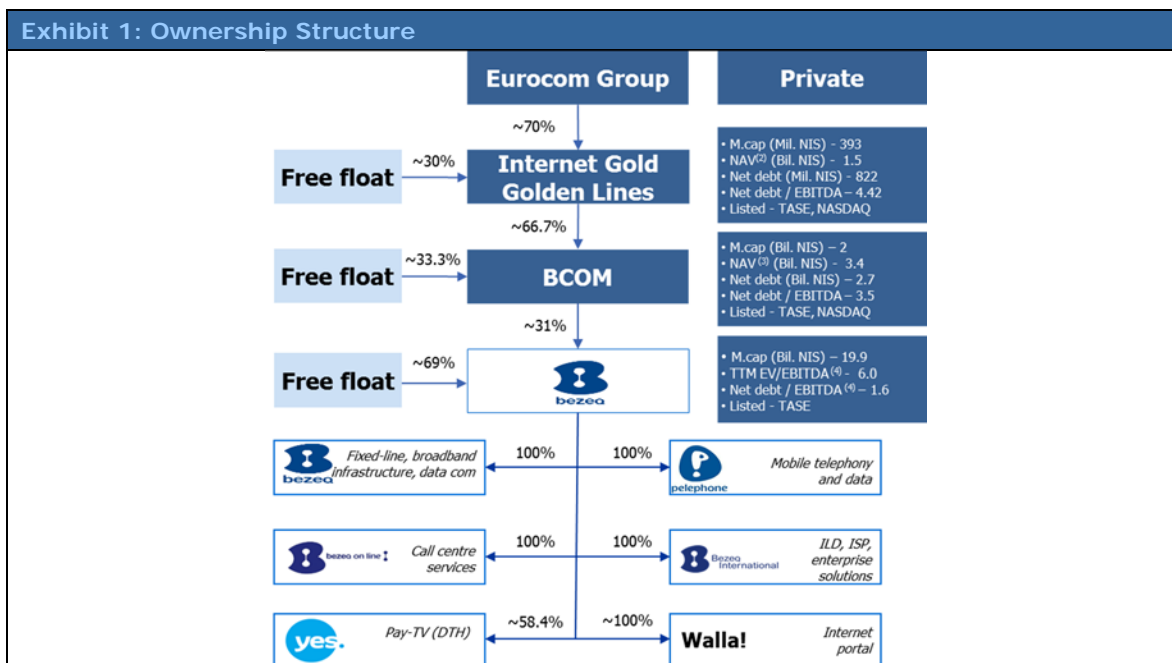 Exhibit 1: Ownership Structure
Eurocom Group
Private
~70%
Free float
~30%
Internet Gold
Golden Lines
• M.cap (Mil. NIS) - 393
• NAV(2) (Bil. NIS) - 1.5
• Net debt (Mil. NIS) - 822
• Net debt / EBITDA – 4.42
• Listed - TASE, NASDAQ
~66.7%
Free float
~33.3%
BCOM
• M.cap (Bil. NIS) – 2
• NAV(3) (Bil. NIS) - 3.4
• Net debt (Bil. NIS) - 2.7
• Net debt / EBITDA – 3.5
• Listed - TASE, NASDAQ
~31%
Free float
~69%
bezeq
• M.cap (Bil. NIS) – 19.9
• TTM EV/EBITDA(4) - 6.0
• Net debt / EBITDA(4) – 1.6
• Listed - TASE
bezeq
Fixed-line, broadband
infrastructure, data com
100%
100%
pelephone
Mobile telephony
and data
bezeq on line
Call centre
services
100%
100%
Bezeq
International
ILD, ISP,
enterprise
solutions
yes.
Pay-TV (DTH)
~58.4%
~100%
Walla!
Internet
portal